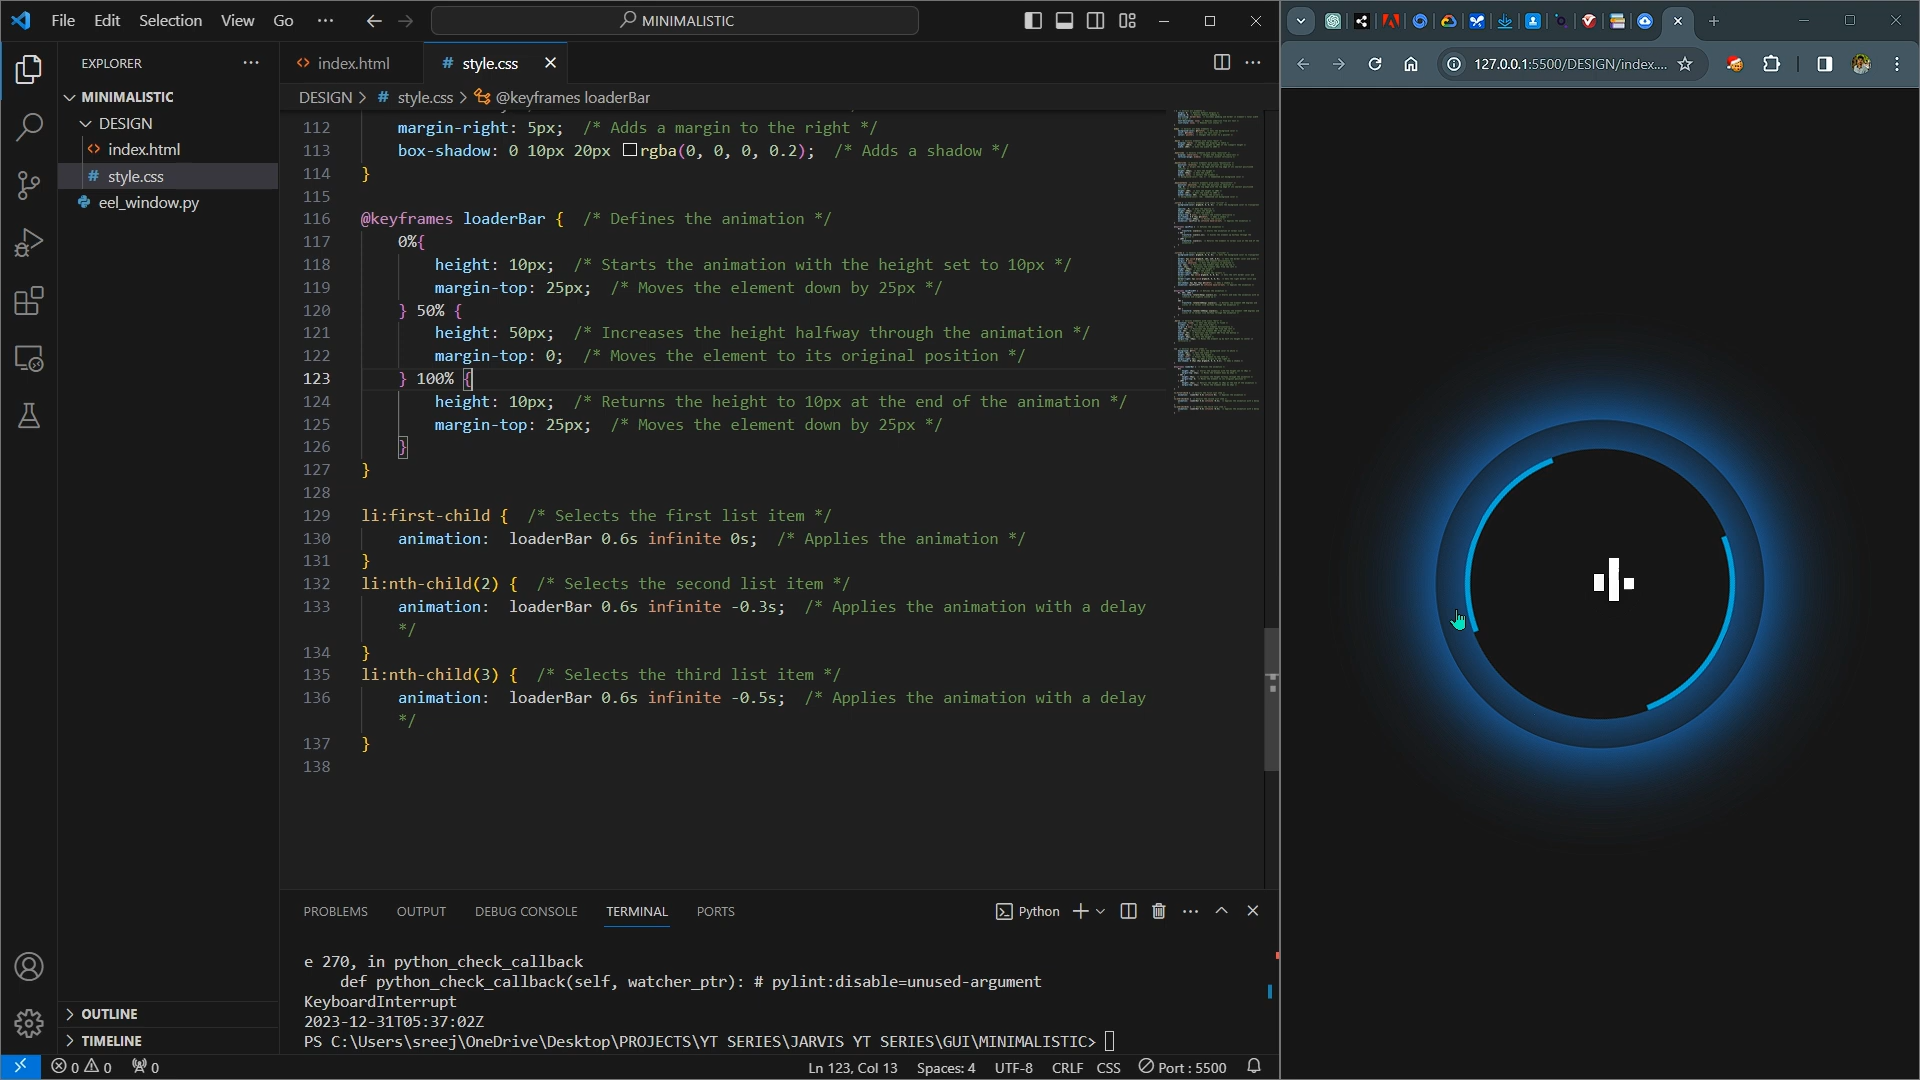 File Edit Selection View Go ···
MINIMALISTIC
EXPLORER ···
MINIMALISTIC
DESIGN
<> index.html
# style.css
eel_window.py
<> index.html
# style.css
DESIGN > # style.css > @keyframes loaderBar
112 margin-right: 5px; /* Adds a margin to the right */
113 box-shadow: 0 10px 20px rgba(0, 0, 0, 0.2); /* Adds a shadow */
114 }
115
116 @keyframes loaderBar { /* Defines the animation */
117 0%{
118 height: 10px; /* Starts the animation with the height set to 10px */
119 margin-top: 25px; /* Moves the element down by 25px */
120 } 50% {
121 height: 50px; /* Increases the height halfway through the animation */
122 margin-top: 0; /* Moves the element to its original position */
123 } 100% {
124 height: 10px; /* Returns the height to 10px at the end of the animation */
125 margin-top: 25px; /* Moves the element down by 25px */
126 }
127 }
128
129 li:first-child { /* Selects the first list item */
130 animation: loaderBar 0.6s infinite 0s; /* Applies the animation */
131 }
132 li:nth-child(2) { /* Selects the second list item */
133 animation: loaderBar 0.6s infinite -0.3s; /* Applies the animation with a delay
*/
134 }
135 li:nth-child(3) { /* Selects the third list item */
136 animation: loaderBar 0.6s infinite -0.5s; /* Applies the animation with a delay
*/
137 }
138
PROBLEMS OUTPUT DEBUG CONSOLE TERMINAL PORTS
Python
e 270, in python_check_callback
def python_check_callback(self, watcher_ptr): # pylint:disable=unused-argument
KeyboardInterrupt
2023-12-31T05:37:02Z
PS C:\Users\sreej\OneDrive\Desktop\PROJECTS\YT SERIES\JARVIS YT SERIES\GUI\MINIMALISTIC>
OUTLINE
TIMELINE
0 0 0
Ln 123, Col 13 Spaces: 4 UTF-8 CRLF CSS Port : 5500
127.0.0.1:5500/DESIGN/index....